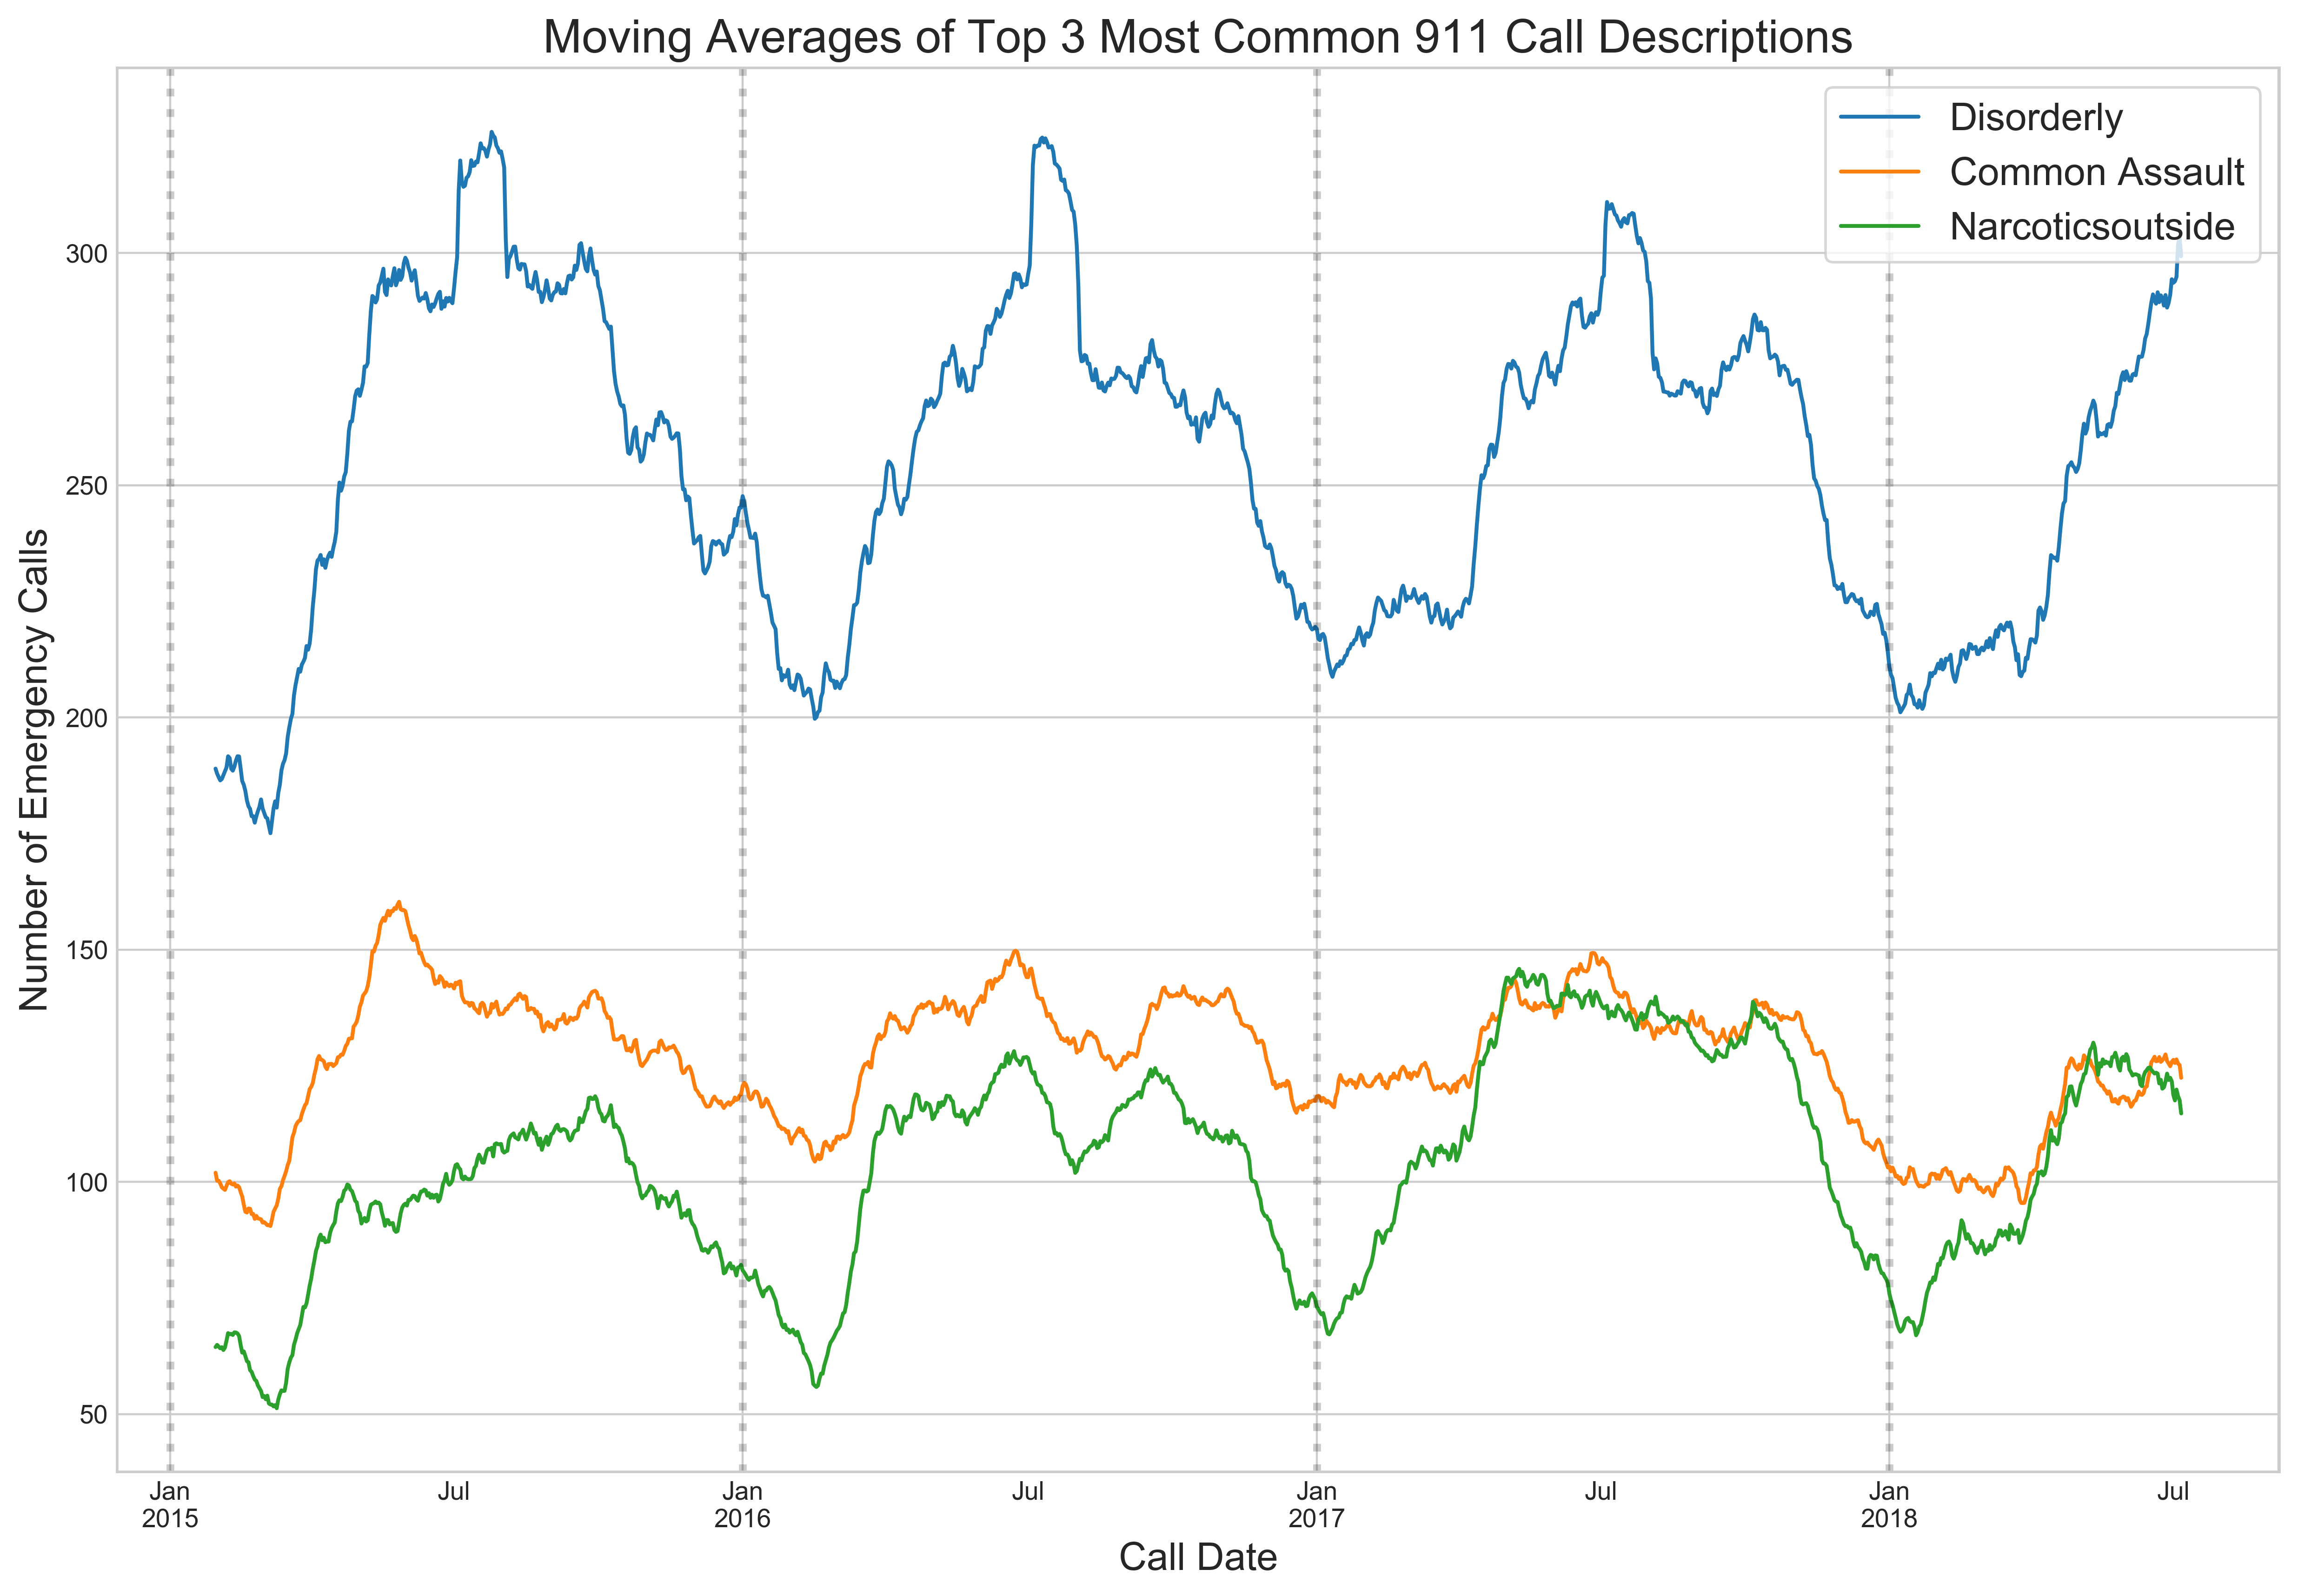 Moving Averages of Top 3 Most Common 911 Call Descriptions
Disorderly
Common Assault
Narcoticsoutside
Number of Emergency Calls
300
250
200
150
100
50
Jan Jul Jan Jul Jan Jul Jan Jul
2015 2016 2017 2018
Call Date